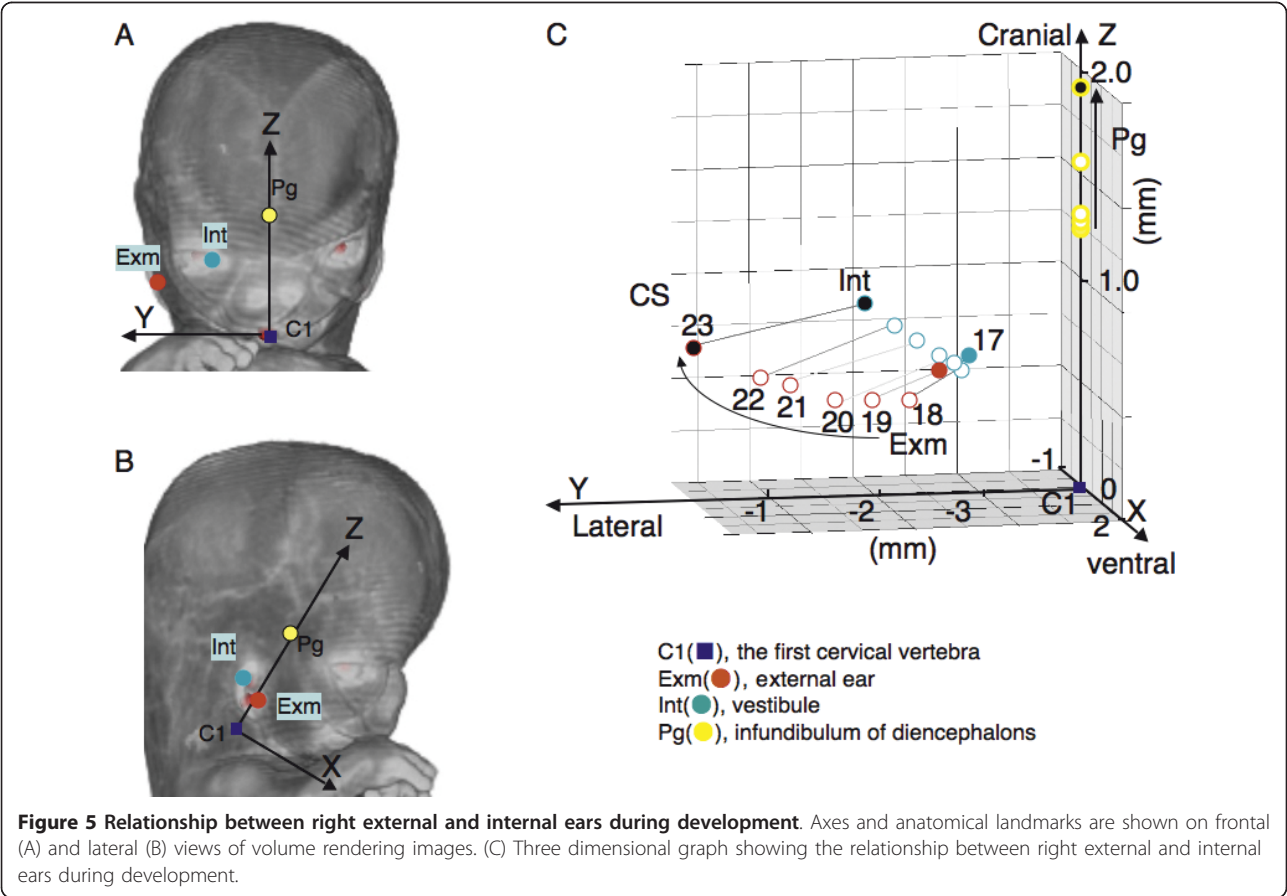 A
Z
Pg
Int
Exm
Y
C1
B
Z
Int
Pg
Exm
C1
X
C
Cranial Z
2.0
Pg
(mm)
1.0
CS
Int
23
17
22
21
20 19 18
Exm
-1
Y
C1
0
X
-1
-2
-3
2
Lateral
(mm)
ventral
C1(■), the first cervical vertebra
Exm(●), external ear
Int(●), vestibule
Pg(●), infundibulum of diencephalons
Figure 5 Relationship between right external and internal ears during development. Axes and anatomical landmarks are shown on frontal
(A) and lateral (B) views of volume rendering images. (C) Three dimensional graph showing the relationship between right external and internal
ears during development.